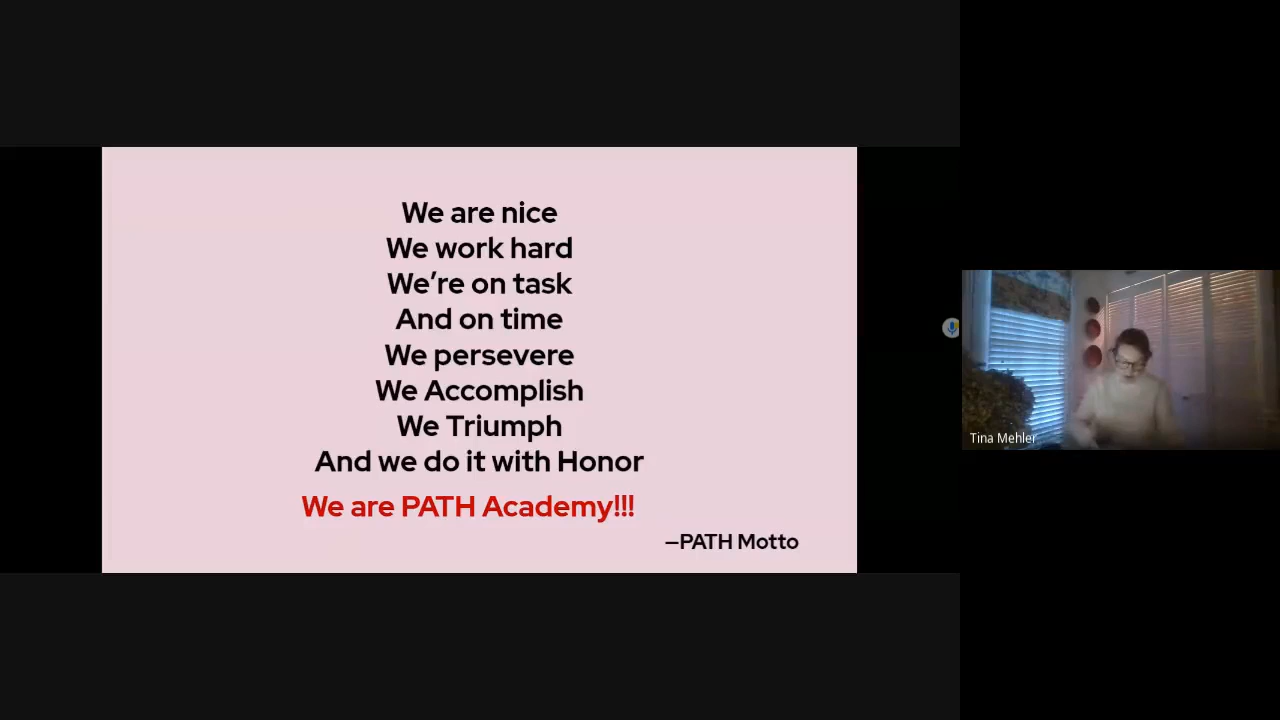 We are nice
We work hard
We’re on task
And on time
We persevere
We Accomplish
We Triumph
And we do it with Honor
We are PATH Academy!!!
—PATH Motto
Tina Mehler